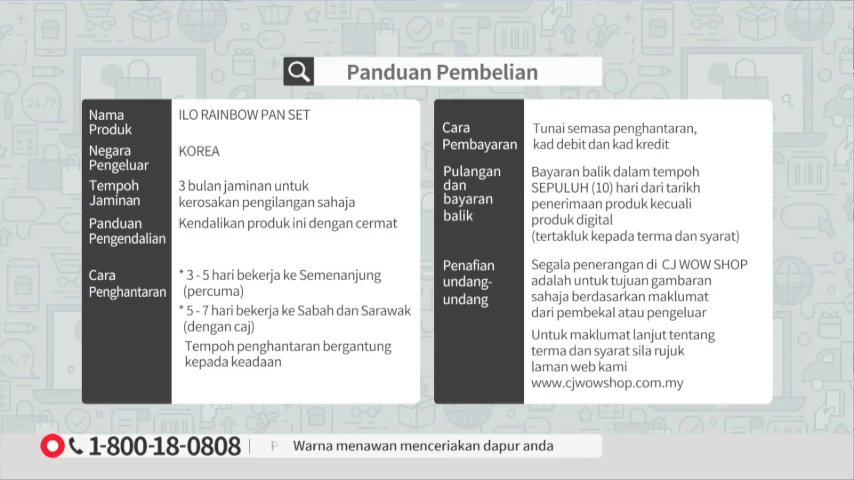 Panduan Pembelian
Nama
Produk
ILO RAINBOW PAN SET
Negara
Pengeluar
KOREA
Tempoh
Jaminan
3 bulan jaminan untuk
kerosakan pengilangan sahaja
Panduan
Pengendalian
Kendalikan produk ini dengan cermat
Cara
Penghantaran
* 3 - 5 hari bekerja ke Semenanjung
(percuma)
* 5 - 7 hari bekerja ke Sabah dan Sarawak
(dengan caj)
Tempoh penghantaran bergantung
kepada keadaan
Cara
Pembayaran
Tunai semasa penghantaran,
kad debit dan kad kredit
Pulangan
dan
bayaran
balik
Bayaran balik dalam tempoh
SEPULUH (10) hari dari tarikh
penerimaan produk kecuali
produk digital
(tertakluk kepada terma dan syarat)
Penafian
undang-
undang
Segala penerangan di CJ WOW SHOP
adalah untuk tujuan gambaran
sahaja berdasarkan maklumat
dari pembekal atau pengeluar
Untuk maklumat lanjut tentang
terma dan syarat sila rujuk
laman web kami
www.cjwowshop.com.my
1-800-18-0808
Warna menawan menceriakan dapur anda